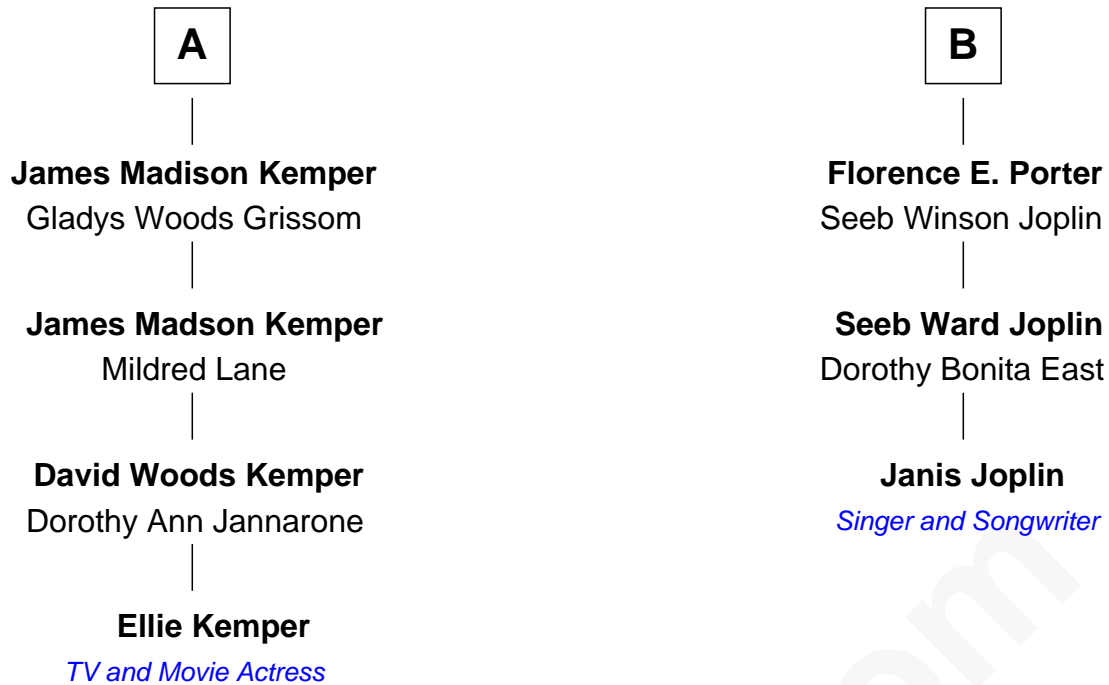 A
James Madison Kemper
Gladys Woods Grissom
James Madson Kemper
Mildred Lane
David Woods Kemper
Dorothy Ann Jannarone
Ellie Kemper
TV and Movie Actress
B
Florence E. Porter
Seeb Winson Joplin
Seeb Ward Joplin
Dorothy Bonita East
Janis Joplin
Singer and Songwriter
om